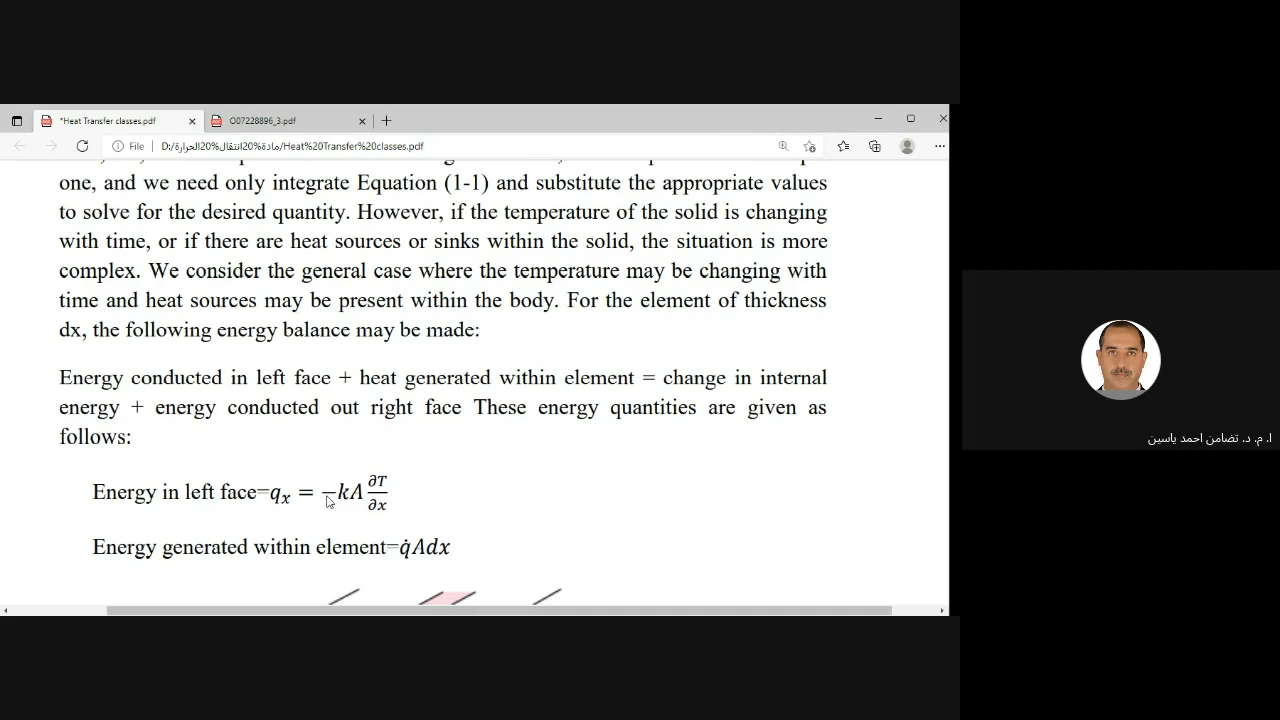 *Heat Transfer classes.pdf
O07228896_3.pdf
File | D:/مادة%20انتقال%20الحرارة/Heat%20Transfer%20classes.pdf
one, and we need only integrate Equation (1-1) and substitute the appropriate values
to solve for the desired quantity. However, if the temperature of the solid is changing
with time, or if there are heat sources or sinks within the solid, the situation is more
complex. We consider the general case where the temperature may be changing with
time and heat sources may be present within the body. For the element of thickness
dx, the following energy balance may be made:
Energy conducted in left face + heat generated within element = change in internal
energy + energy conducted out right face These energy quantities are given as
follows:
Energy in left face=qₓ = −kA ∂T/∂x
Energy generated within element=q̇Adx
ا. م. د. تضامن احمد ياسين